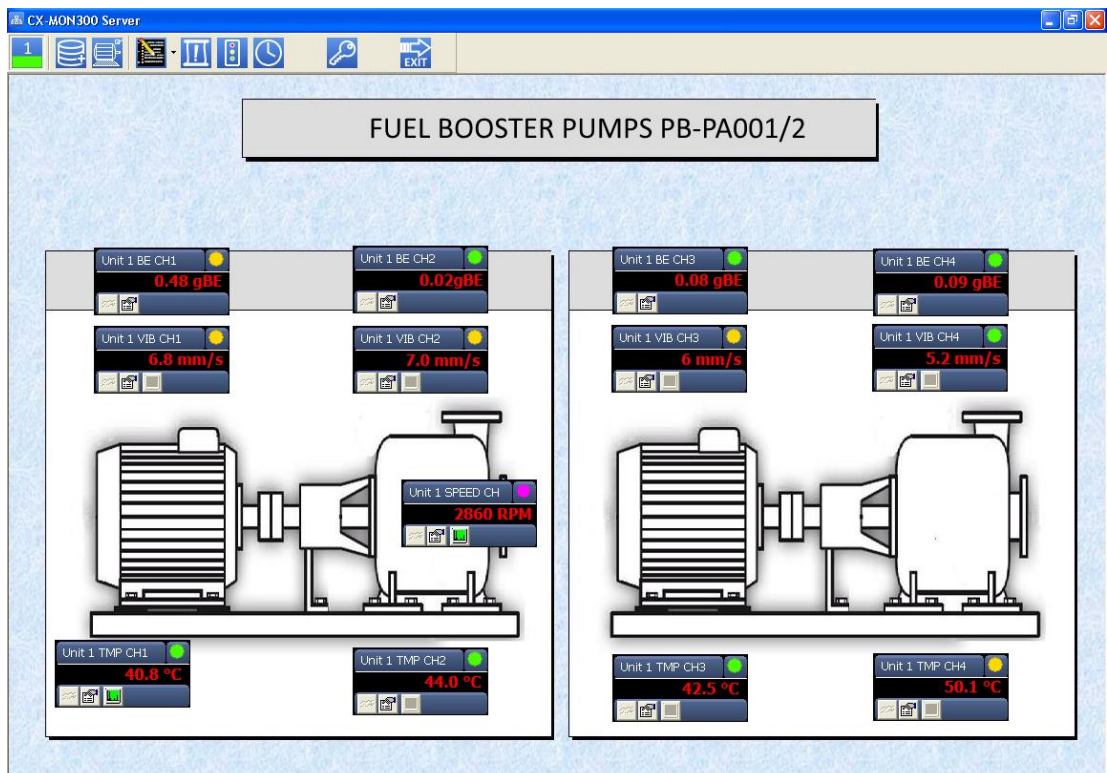 CX-MON300 Server
1
EXIT
FUEL BOOSTER PUMPS PB-PA001/2
Unit 1 BE CH1
0.48 gBE
Unit 1 BE CH2
0.02gBE
Unit 1 BE CH3
0.08 gBE
Unit 1 BE CH4
0.09 gBE
Unit 1 VIB CH1
6.8 mm/s
Unit 1 VIB CH2
7.0 mm/s
Unit 1 VIB CH3
6 mm/s
Unit 1 VIB CH4
5.2 mm/s
Unit 1 SPEED CH
2860 RPM
Unit 1 TMP CH1
40.8 °C
Unit 1 TMP CH2
44.0 °C
Unit 1 TMP CH3
42.5 °C
Unit 1 TMP CH4
50.1 °C